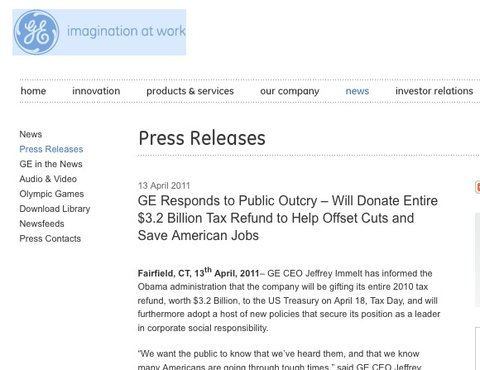 GE imagination at work
home innovation products & services our company news investor relations
News
Press Releases
GE in the News
Audio & Video
Olympic Games
Download Library
Newsfeeds
Press Contacts
Press Releases
13 April 2011
GE Responds to Public Outcry – Will Donate Entire
$3.2 Billion Tax Refund to Help Offset Cuts and
Save American Jobs
Fairfield, CT, 13th April, 2011– GE CEO Jeffrey Immelt has informed the
Obama administration that the company will be gifting its entire 2010 tax
refund, worth $3.2 Billion, to the US Treasury on April 18, Tax Day, and will
furthermore adopt a host of new policies that secure its position as a leader
in corporate social responsibility.
“We want the public to know that we've heard them, and that we know
many Americans are going through tough times,” said GE CEO Jeffrey